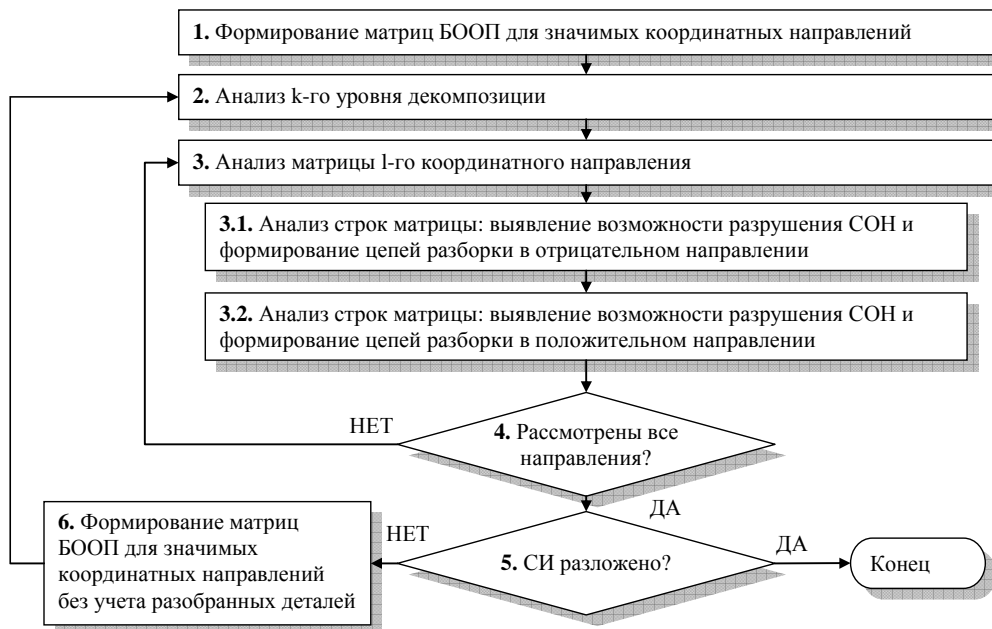 1. Формирование матриц БООП для значимых координатных направлений
2. Анализ k-го уровня декомпозиции
3. Анализ матрицы l-го координатного направления
3.1. Анализ строк матрицы: выявление возможности разрушения СОН и
формирование цепей разборки в отрицательном направлении
3.2. Анализ строк матрицы: выявление возможности разрушения СОН и
формирование цепей разборки в положительном направлении
НЕТ
4. Рассмотрены все
направления?
ДА
6. Формирование матриц
БООП для значимых
координатных направлений
без учета разобранных деталей
НЕТ
5. СИ разложено?
ДА
Конец